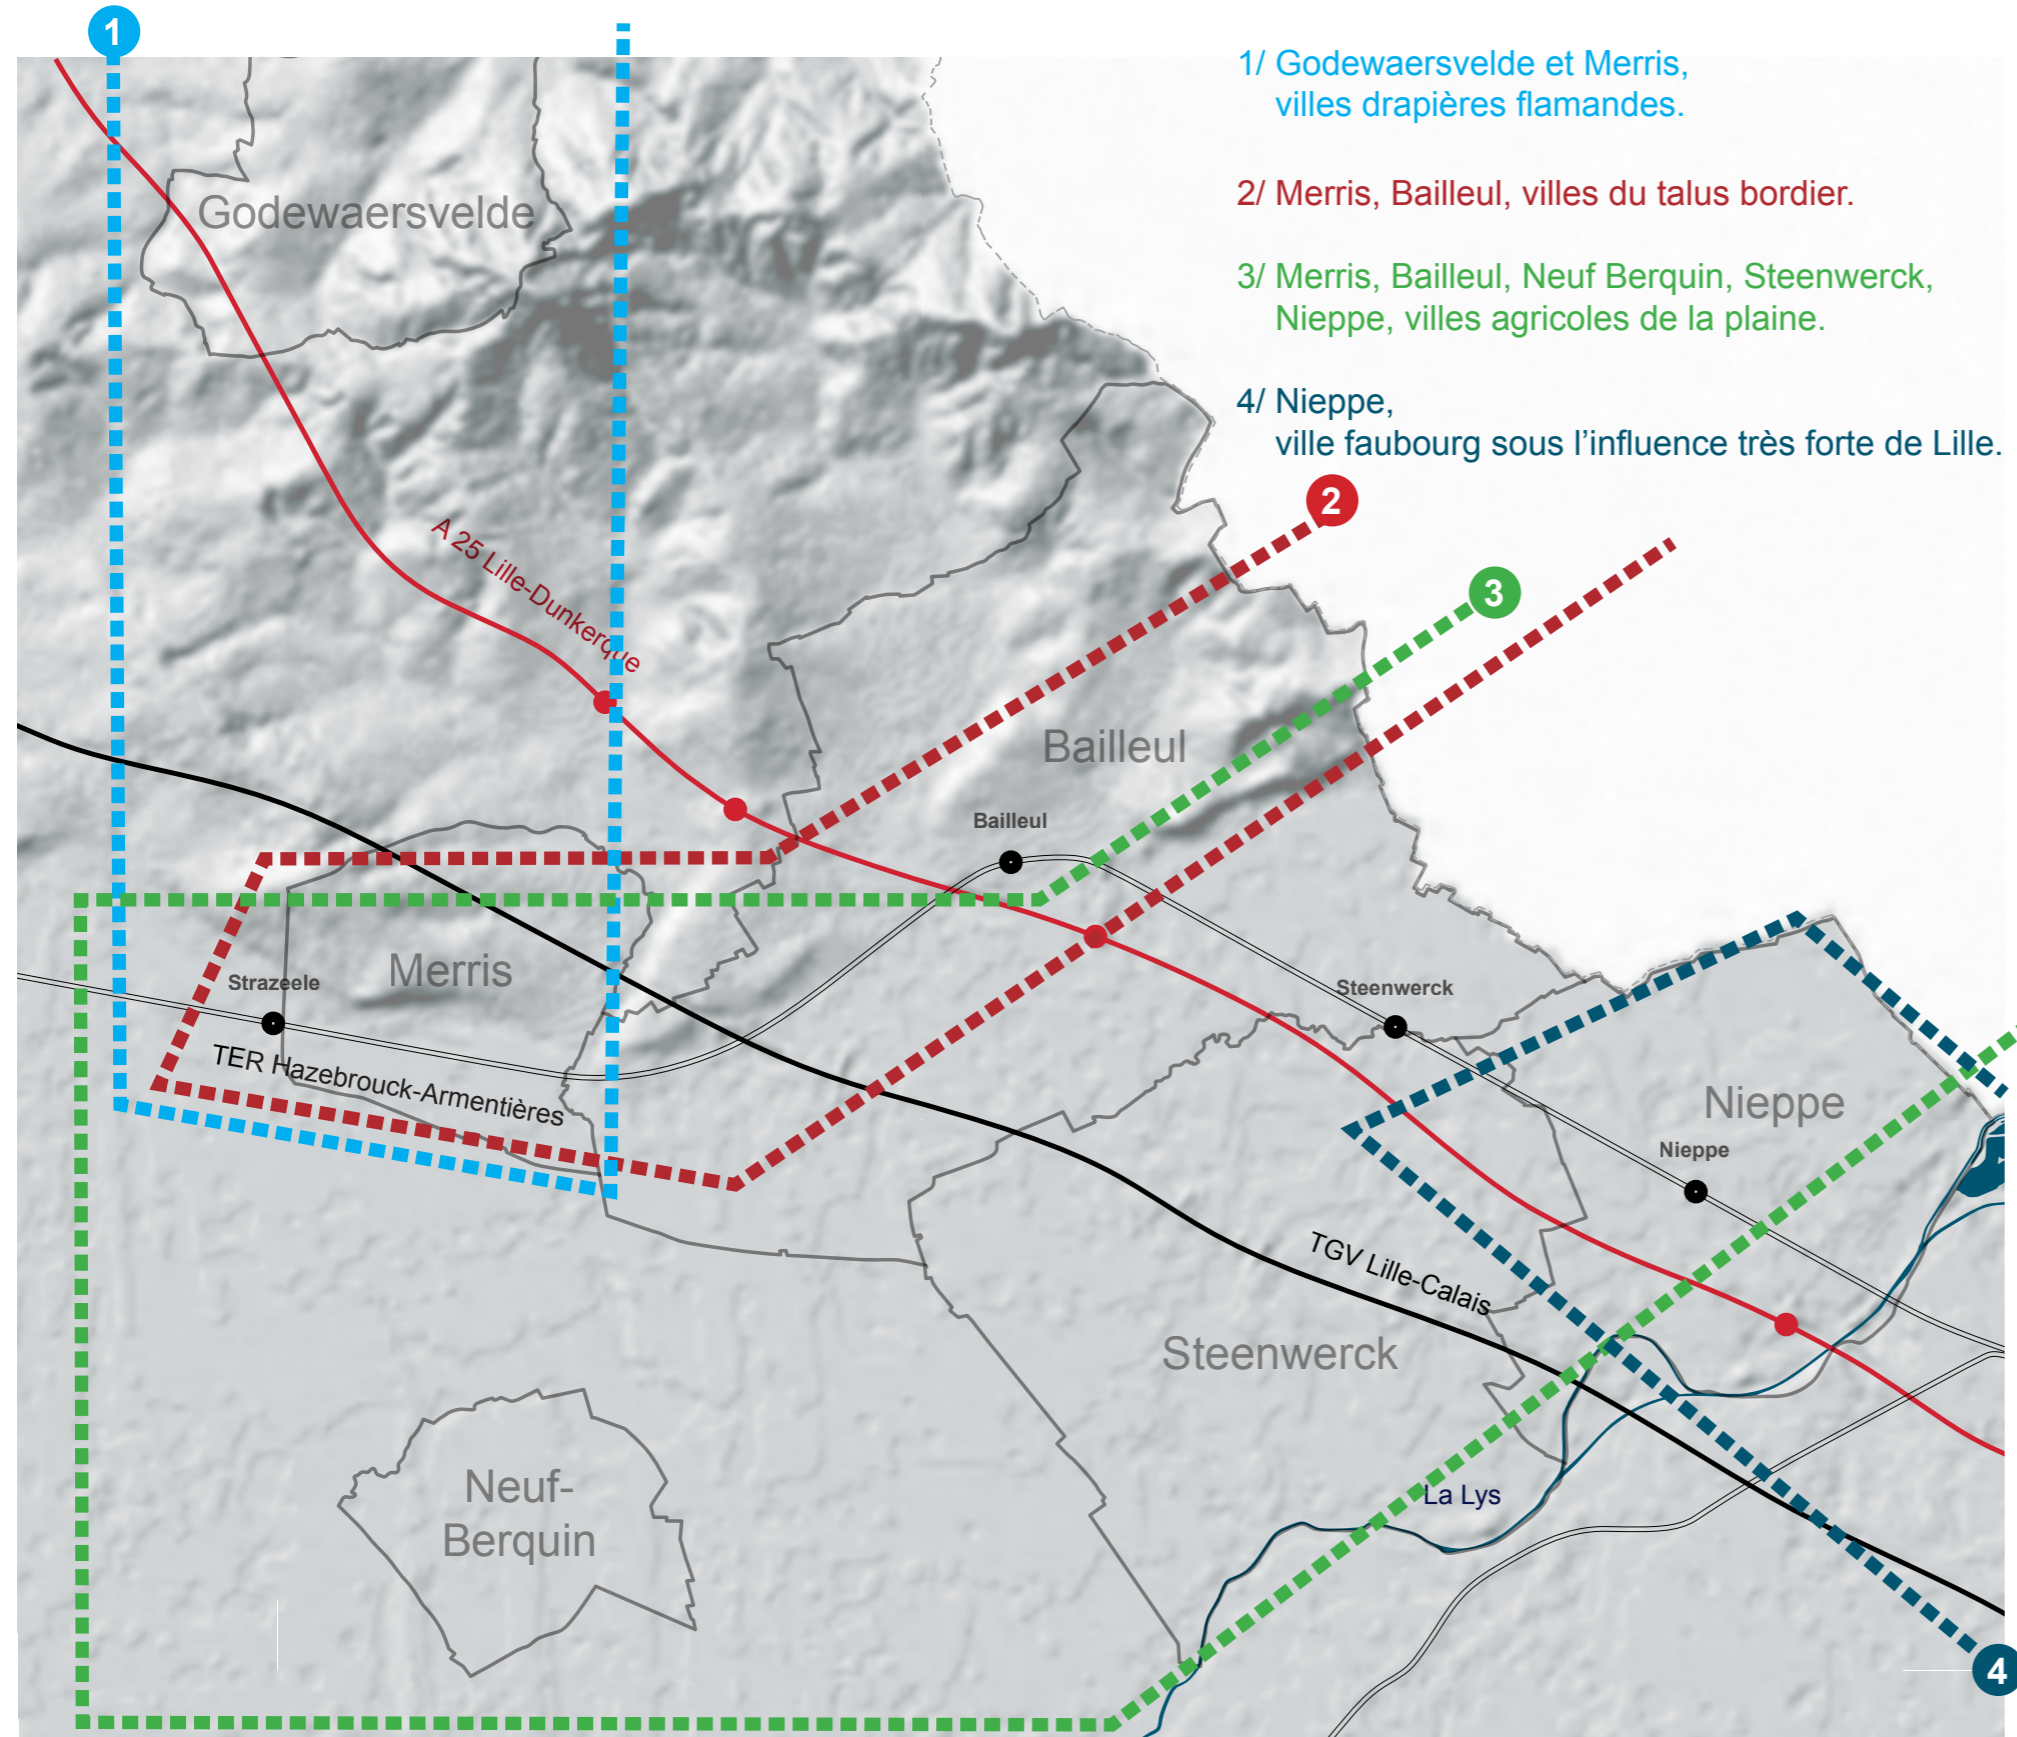 1
1/ Godewaersvelde et Merris,
villes drapières flamandes.
2/ Merris, Bailleul, villes du talus bordier.
Godewaersvelde
3/ Merris, Bailleul, Neuf Berquin, Steenwerck,
Nieppe, villes agricoles de la plaine.
4/ Nieppe,
ville faubourg sous l’influence très forte de Lille.
2
A 25 Lille-Dunkerque
3
Bailleul
Bailleul
Merris
Strazeele
Steenwerck
TER Hazebrouck-Armentières
Nieppe
Nieppe
TGV Lille-Calais
Steenwerck
Neuf-
Berquin
La Lys
4